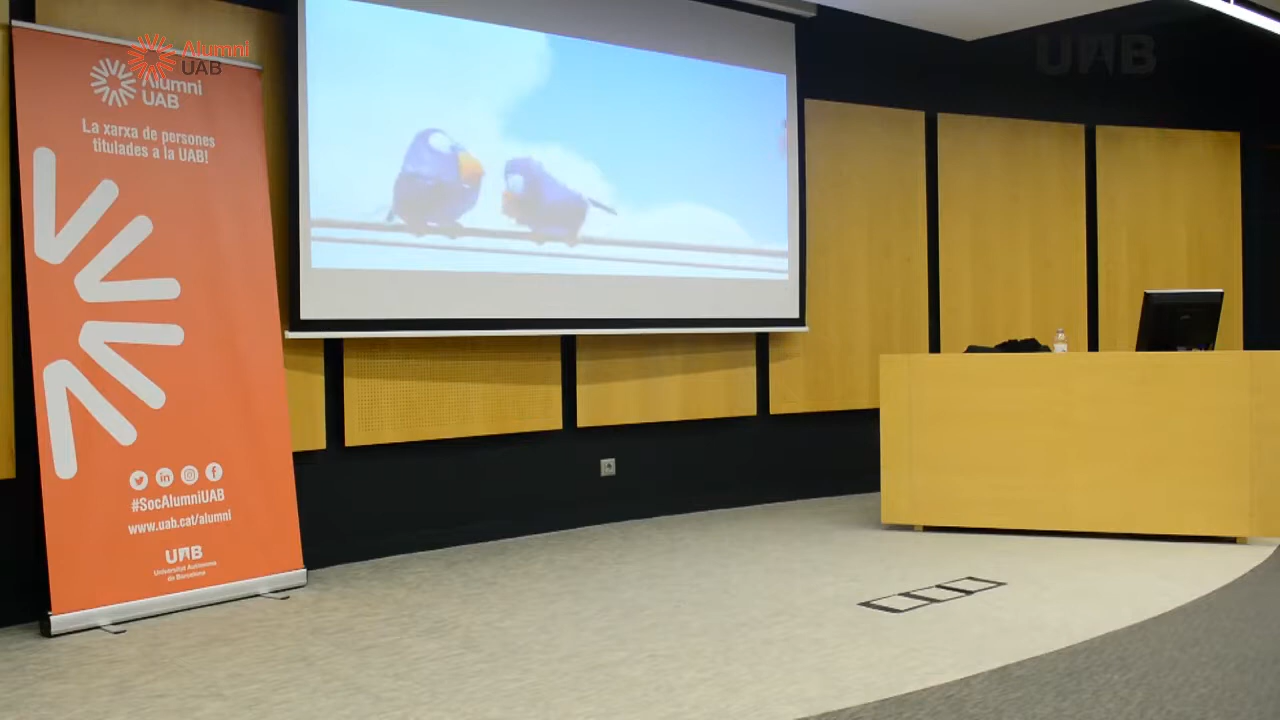 Alumni
UAB
Alumni
UAB
La xarxa de persones
titulades a la UAB!
#SocAlumniUAB
www.uab.cat/alumni
UAB
Universitat Autònoma
de Barcelona
UAB